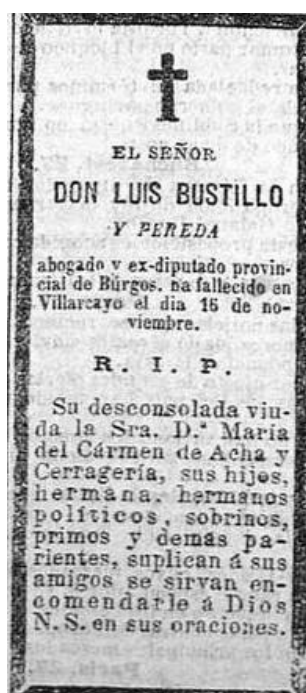 EL SEÑOR
DON LUIS BUSTILLO
Y PEREDA
abogado y ex-diputado provin-
cial de Búrgos, ha fallecido en
Villarcayo el dia 16 de no-
viembre.
R. I. P.
Su desconsolada viu-
da la Sra. D.ª María
del Cármen de Acha y
Cerragería, sus hijos,
hermana, hermanos
políticos, sobrinos,
primos y demás pa-
rientes, suplican á sus
amigos se sirvan en-
comendarle á Dios
N. S. en sus oraciones.